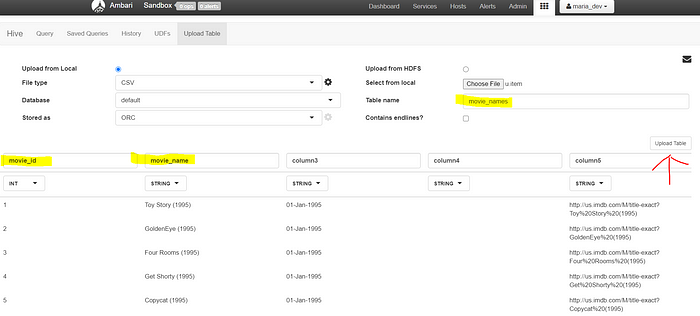 Ambari Sandbox 0 ops 0 alerts Dashboard Services Hosts Alerts Admin maria_dev
Hive Query Saved Queries History UDFs Upload Table
Upload from Local Upload from HDFS
File type CSV Select from local Choose File u.item
Database default Table name movie_names
Stored as ORC Contains endlines?
Upload Table
movie_id movie_name column3 column4 column5
INT STRING STRING STRING STRING
1 Toy Story (1995) 01-Jan-1995 http://us.imdb.com/M/title-exact?
Toy%20Story%20(1995)
2 GoldenEye (1995) 01-Jan-1995 http://us.imdb.com/M/title-exact?
GoldenEye%20(1995)
3 Four Rooms (1995) 01-Jan-1995 http://us.imdb.com/M/title-exact?
Four%20Rooms%20(1995)
4 Get Shorty (1995) 01-Jan-1995 http://us.imdb.com/M/title-exact?
Get%20Shorty%20(1995)
5 Copycat (1995) 01-Jan-1995 http://us.imdb.com/M/title-exact?
Copycat%20(1995)